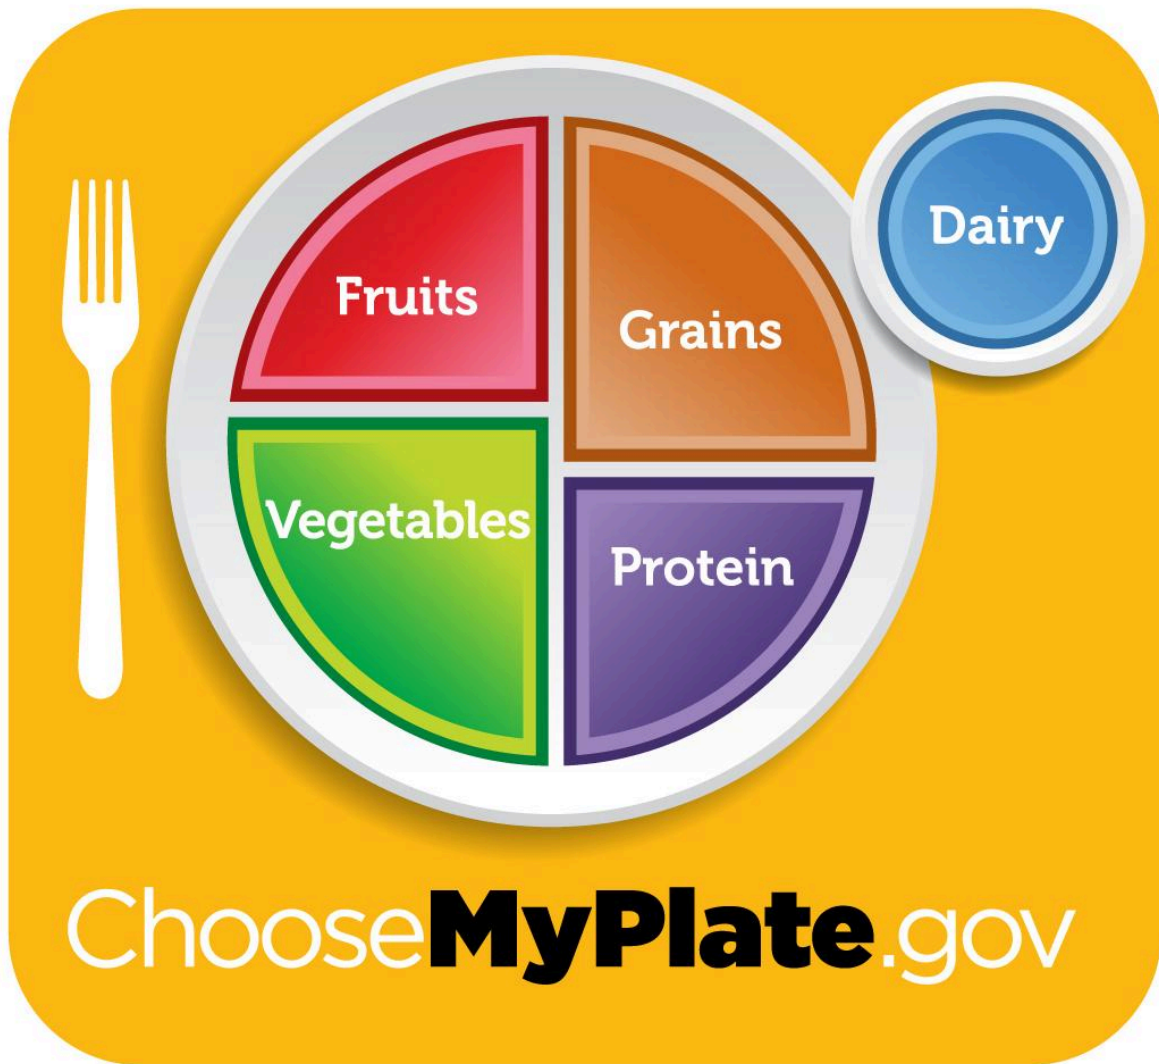 Dairy
Fruits
Grains
Vegetables
Protein
ChooseMyPlate.gov